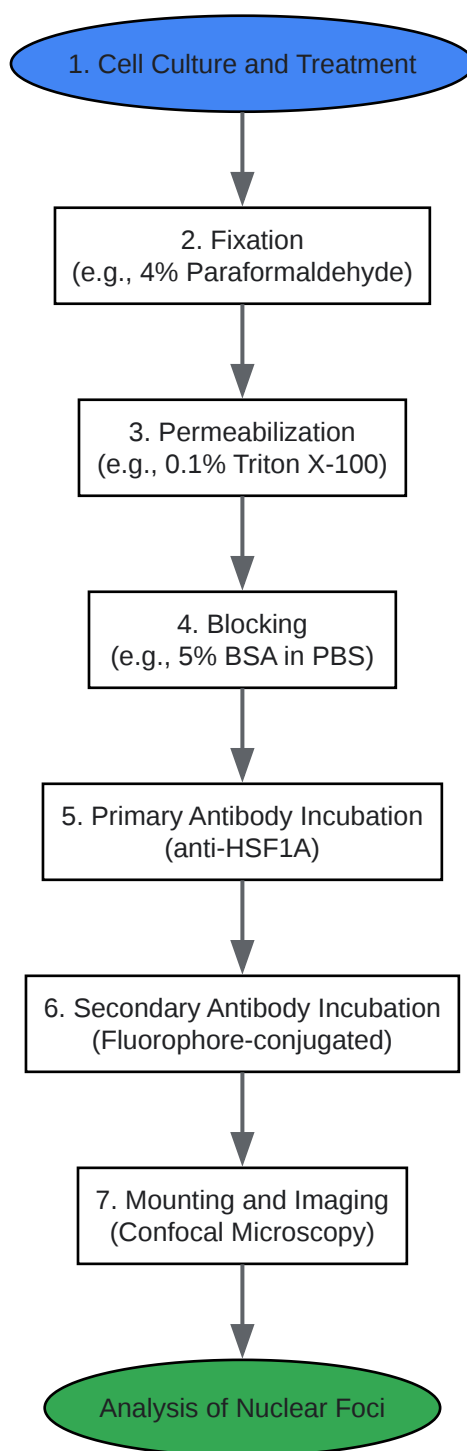 1. Cell Culture and Treatment
2. Fixation
(e.g., 4% Paraformaldehyde)
3. Permeabilization
(e.g., 0.1% Triton X-100)
4. Blocking
(e.g., 5% BSA in PBS)
5. Primary Antibody Incubation
(anti-HSF1A)
6. Secondary Antibody Incubation
(Fluorophore-conjugated)
7. Mounting and Imaging
(Confocal Microscopy)
Analysis of Nuclear Foci